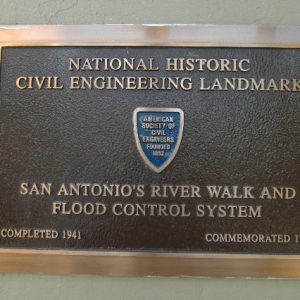 NATIONAL HISTORIC
CIVIL ENGINEERING LANDMARK
AMERICAN
SOCIETY OF
CIVIL
ENGINEERS
FOUNDED
1852
SAN ANTONIO'S RIVER WALK AND
FLOOD CONTROL SYSTEM
COMPLETED 1941
COMMEMORATED